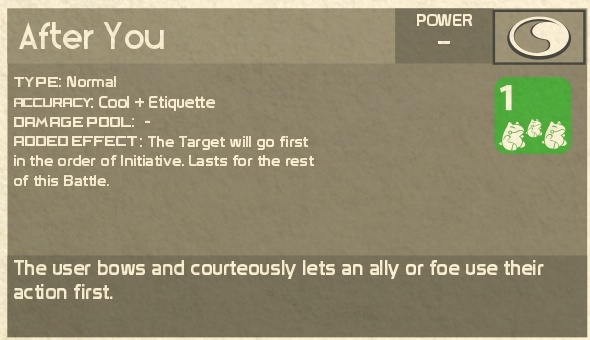 After You
POWER
–
TYPE: Normal
ACCURACY: Cool + Etiquette
DAMAGE POOL: -
ADDED EFFECT: The Target will go first
in the order of Initiative. Lasts for the rest
of this Battle.
1
The user bows and courteously lets an ally or foe use their
action first.